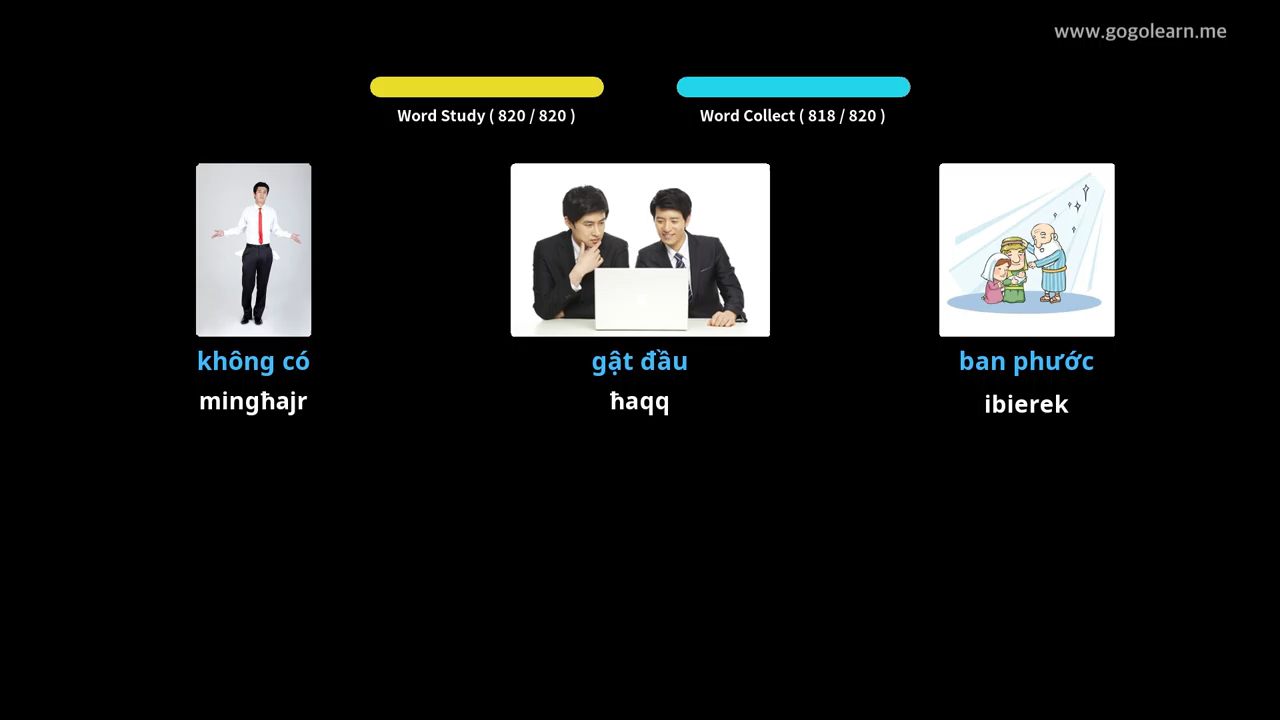 www.gogolearn.me
Word Study ( 820 / 820 )
Word Collect ( 818 / 820 )
không có
gật đầu
ban phước
mingħajr
ħaqq
ibierek